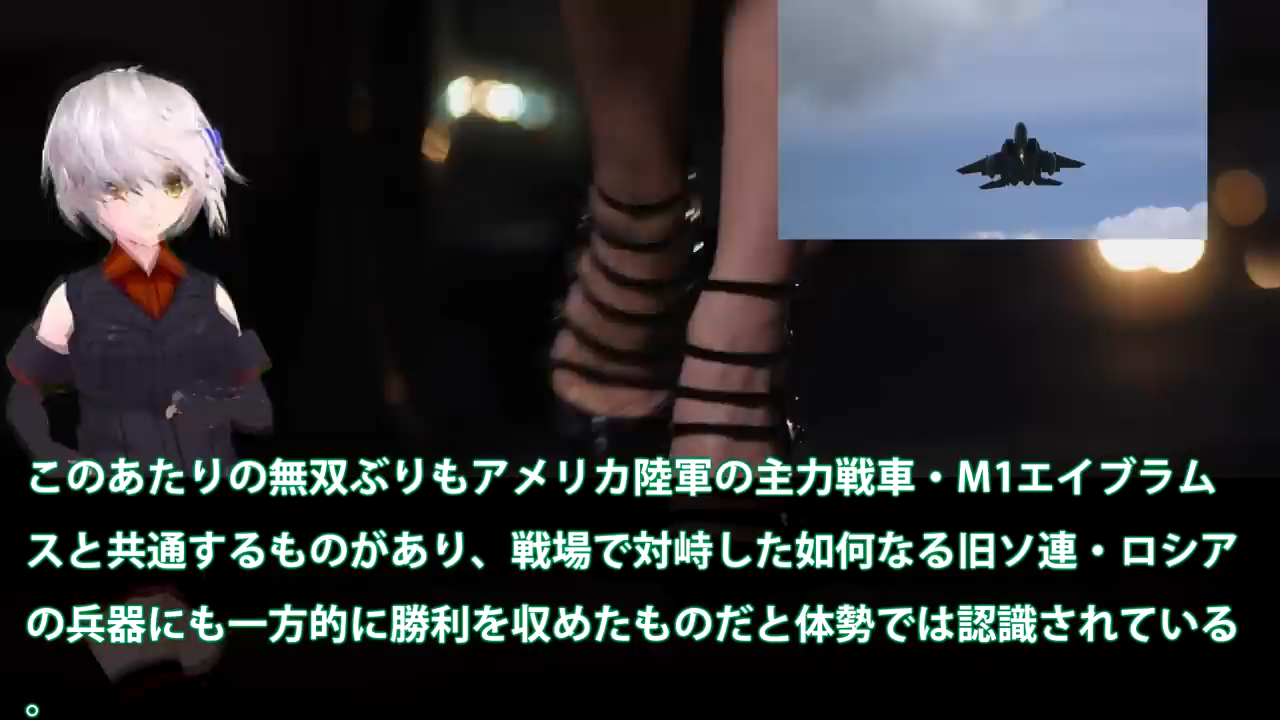 このあたりの無双ぶりもアメリカ陸軍の主力戦車・M1エイブラム
スと共通するものがあり、戦場で対峙した如何なる旧ソ連・ロシア
の兵器にも一方的に勝利を収めたものだと体勢では認識されている
。